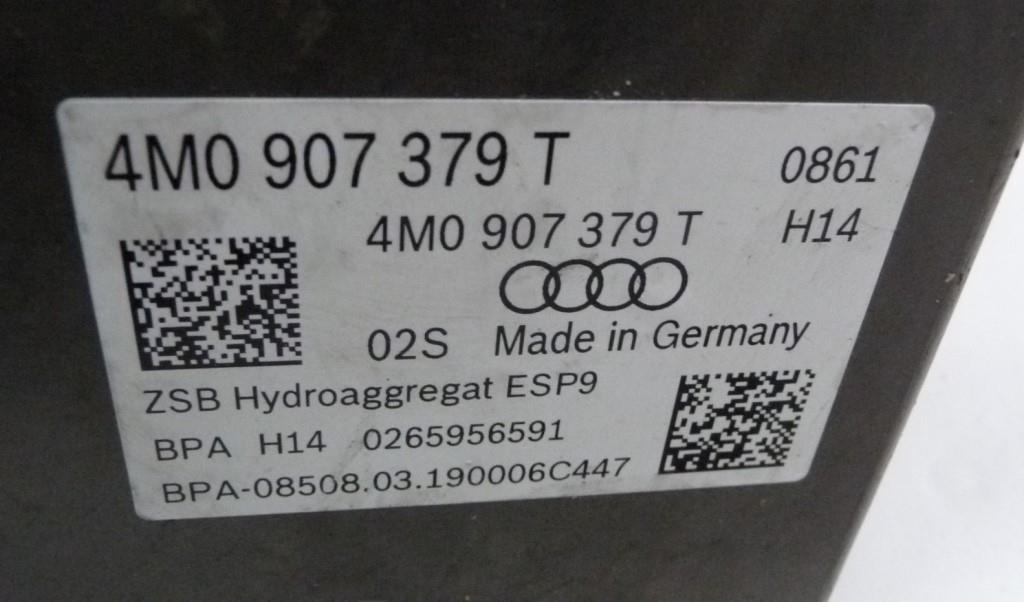 4M0 907 379 T 0861
4M0 907 379 T H14
02S Made in Germany
ZSB Hydroaggregat ESP9
BPA H14 0265956591
BPA-08508.03.190006C447